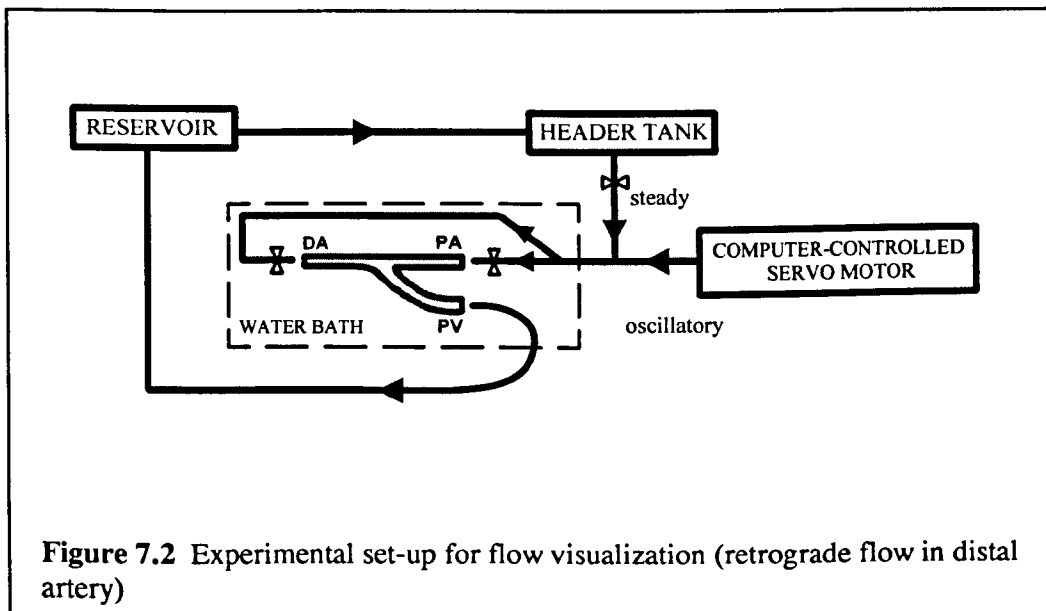 RESERVOIR
HEADER TANK
steady
DA
PA
COMPUTER-CONTROLLED
SERVO MOTOR
WATER BATH
PV
oscillatory
Figure 7.2 Experimental set-up for flow visualization (retrograde flow in distal
artery)